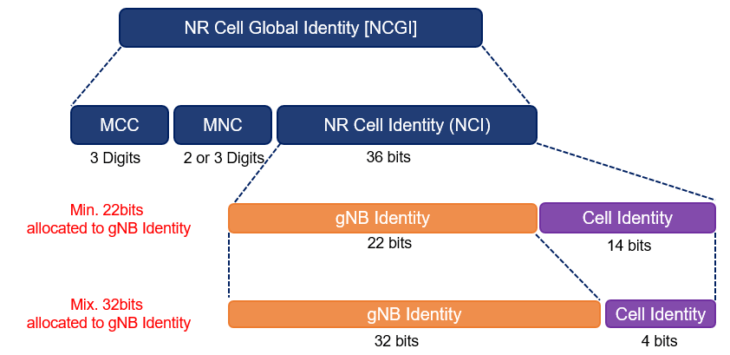 NR Cell Global Identity [NCGI]
MCC
MNC
NR Cell Identity (NCI)
3 Digits
2 or 3 Digits
36 bits
Min. 22bits
allocated to gNB Identity
gNB Identity
Cell Identity
22 bits
14 bits
Mix. 32bits
allocated to gNB Identity
gNB Identity
Cell Identity
32 bits
4 bits